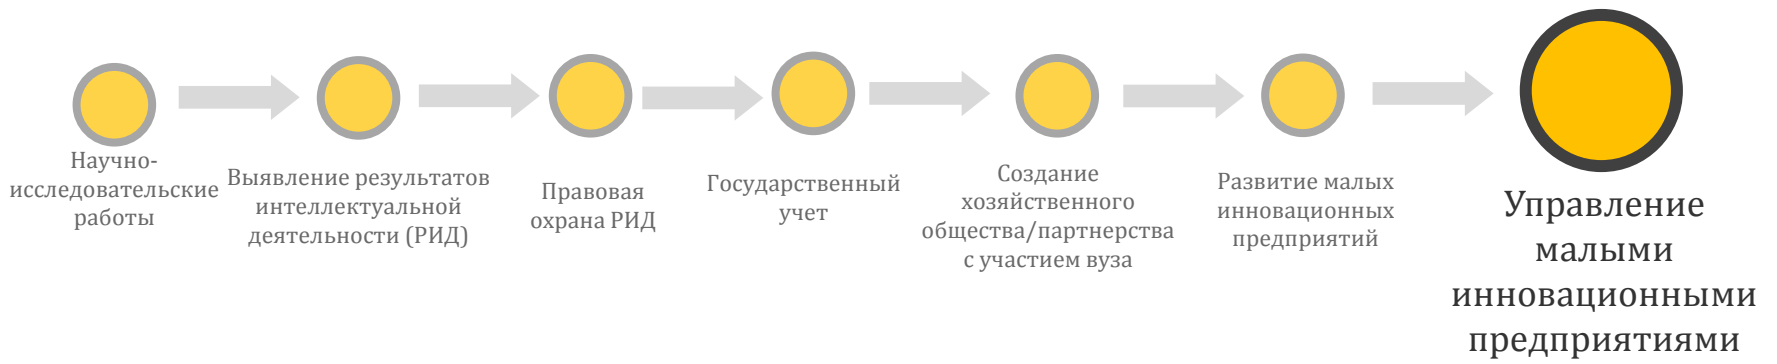 Научно-
исследовательские
работы
Выявление результатов
интеллектуальной
деятельности (РИД)
Правовая
охрана РИД
Государственный
учет
Создание
хозяйственного
общества/партнерства
с участием вуза
Развитие малых
инновационных
предприятий
Управление
малыми
инновационными
предприятиями